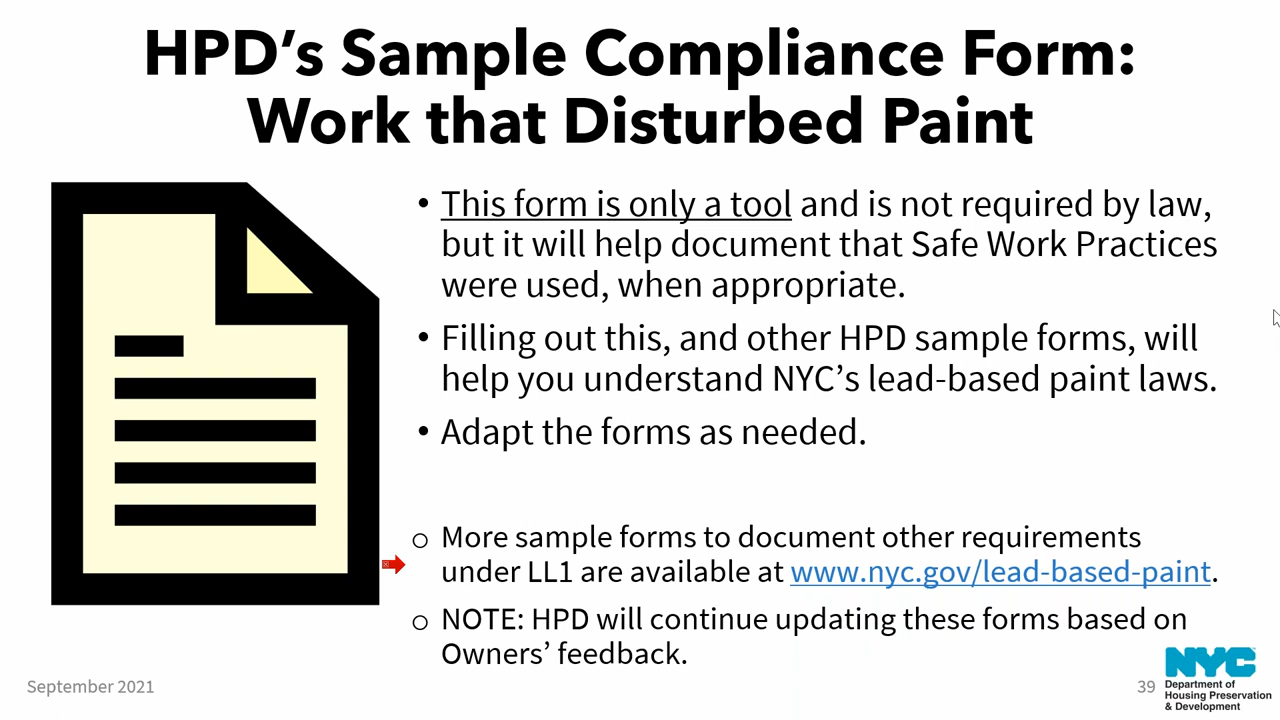 HPD’s Sample Compliance Form:
Work that Disturbed Paint
• This form is only a tool and is not required by law,
but it will help document that Safe Work Practices
were used, when appropriate.
• Filling out this, and other HPD sample forms, will
help you understand NYC’s lead-based paint laws.
• Adapt the forms as needed.
o More sample forms to document other requirements
under LL1 are available at www.nyc.gov/lead-based-paint.
o NOTE: HPD will continue updating these forms based on
Owners’ feedback.
September 2021
39
NYC
Department of
Housing Preservation
& Development